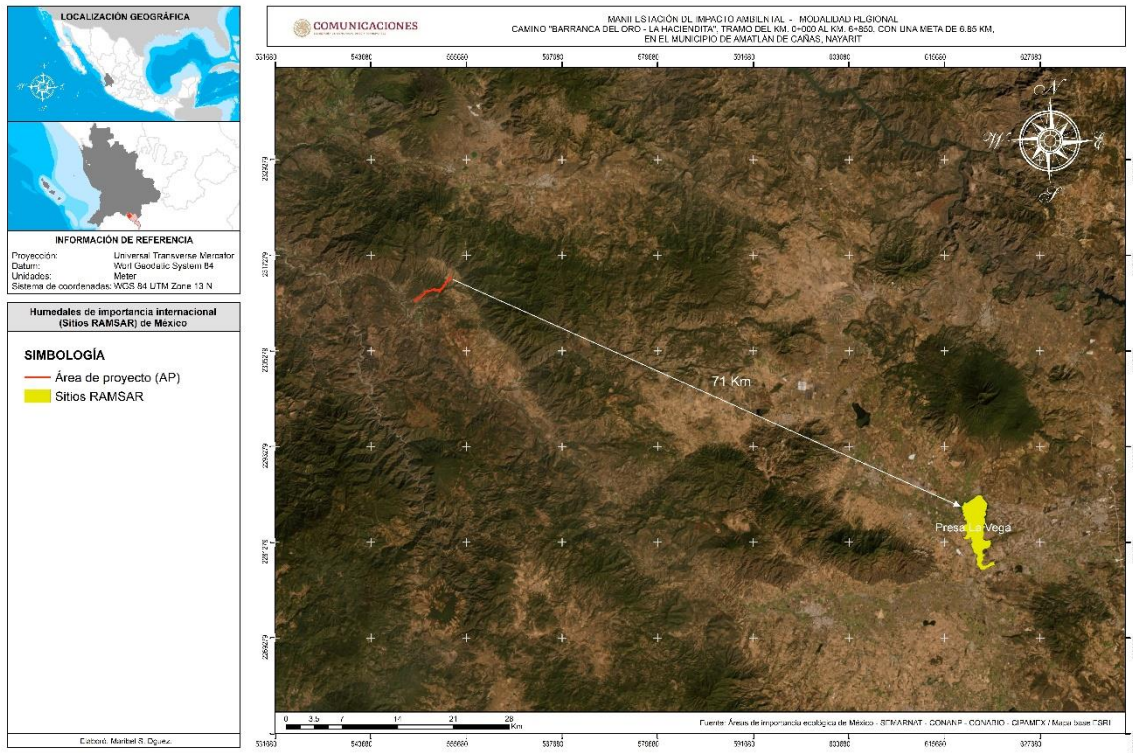 LOCALIZACIÓN GEOGRÁFICA
INFORMACIÓN DE REFERENCIA
Proyección: Universal Transverse Mercator
Datum: Worl Geodatic System 84
Unidades: Meter
Sistema de coordenadas: WGS 84 UTM Zone 13 N
Humedales de importancia internacional
(Sitios RAMSAR) de México
SIMBOLOGÍA
Área de proyecto (AP)
Sitios RAMSAR
Elaboró: Maribel S.
COMUNICACIONES
MANIFESTACIÓN DE IMPACTO AMBIENTAL - MODALIDAD REGIONAL
CAMINO "BARRANCA DEL ORO - LA HACIENDITA", TRAMO DEL KM. 0+000 AL KM. 6+850, CON UNA META DE 6.85 KM,
EN EL MUNICIPIO DE AMATLÁN DE CAÑAS, NAYARIT
N
W
E
S
71 Km
Presa La Vega
0 3.5 7 14 21 28
Km
Fuente: Áreas de importancia ecológica de México - SEMARNAT - CONANP - CONABIO - CIPAMEX / Mapa base ESRI